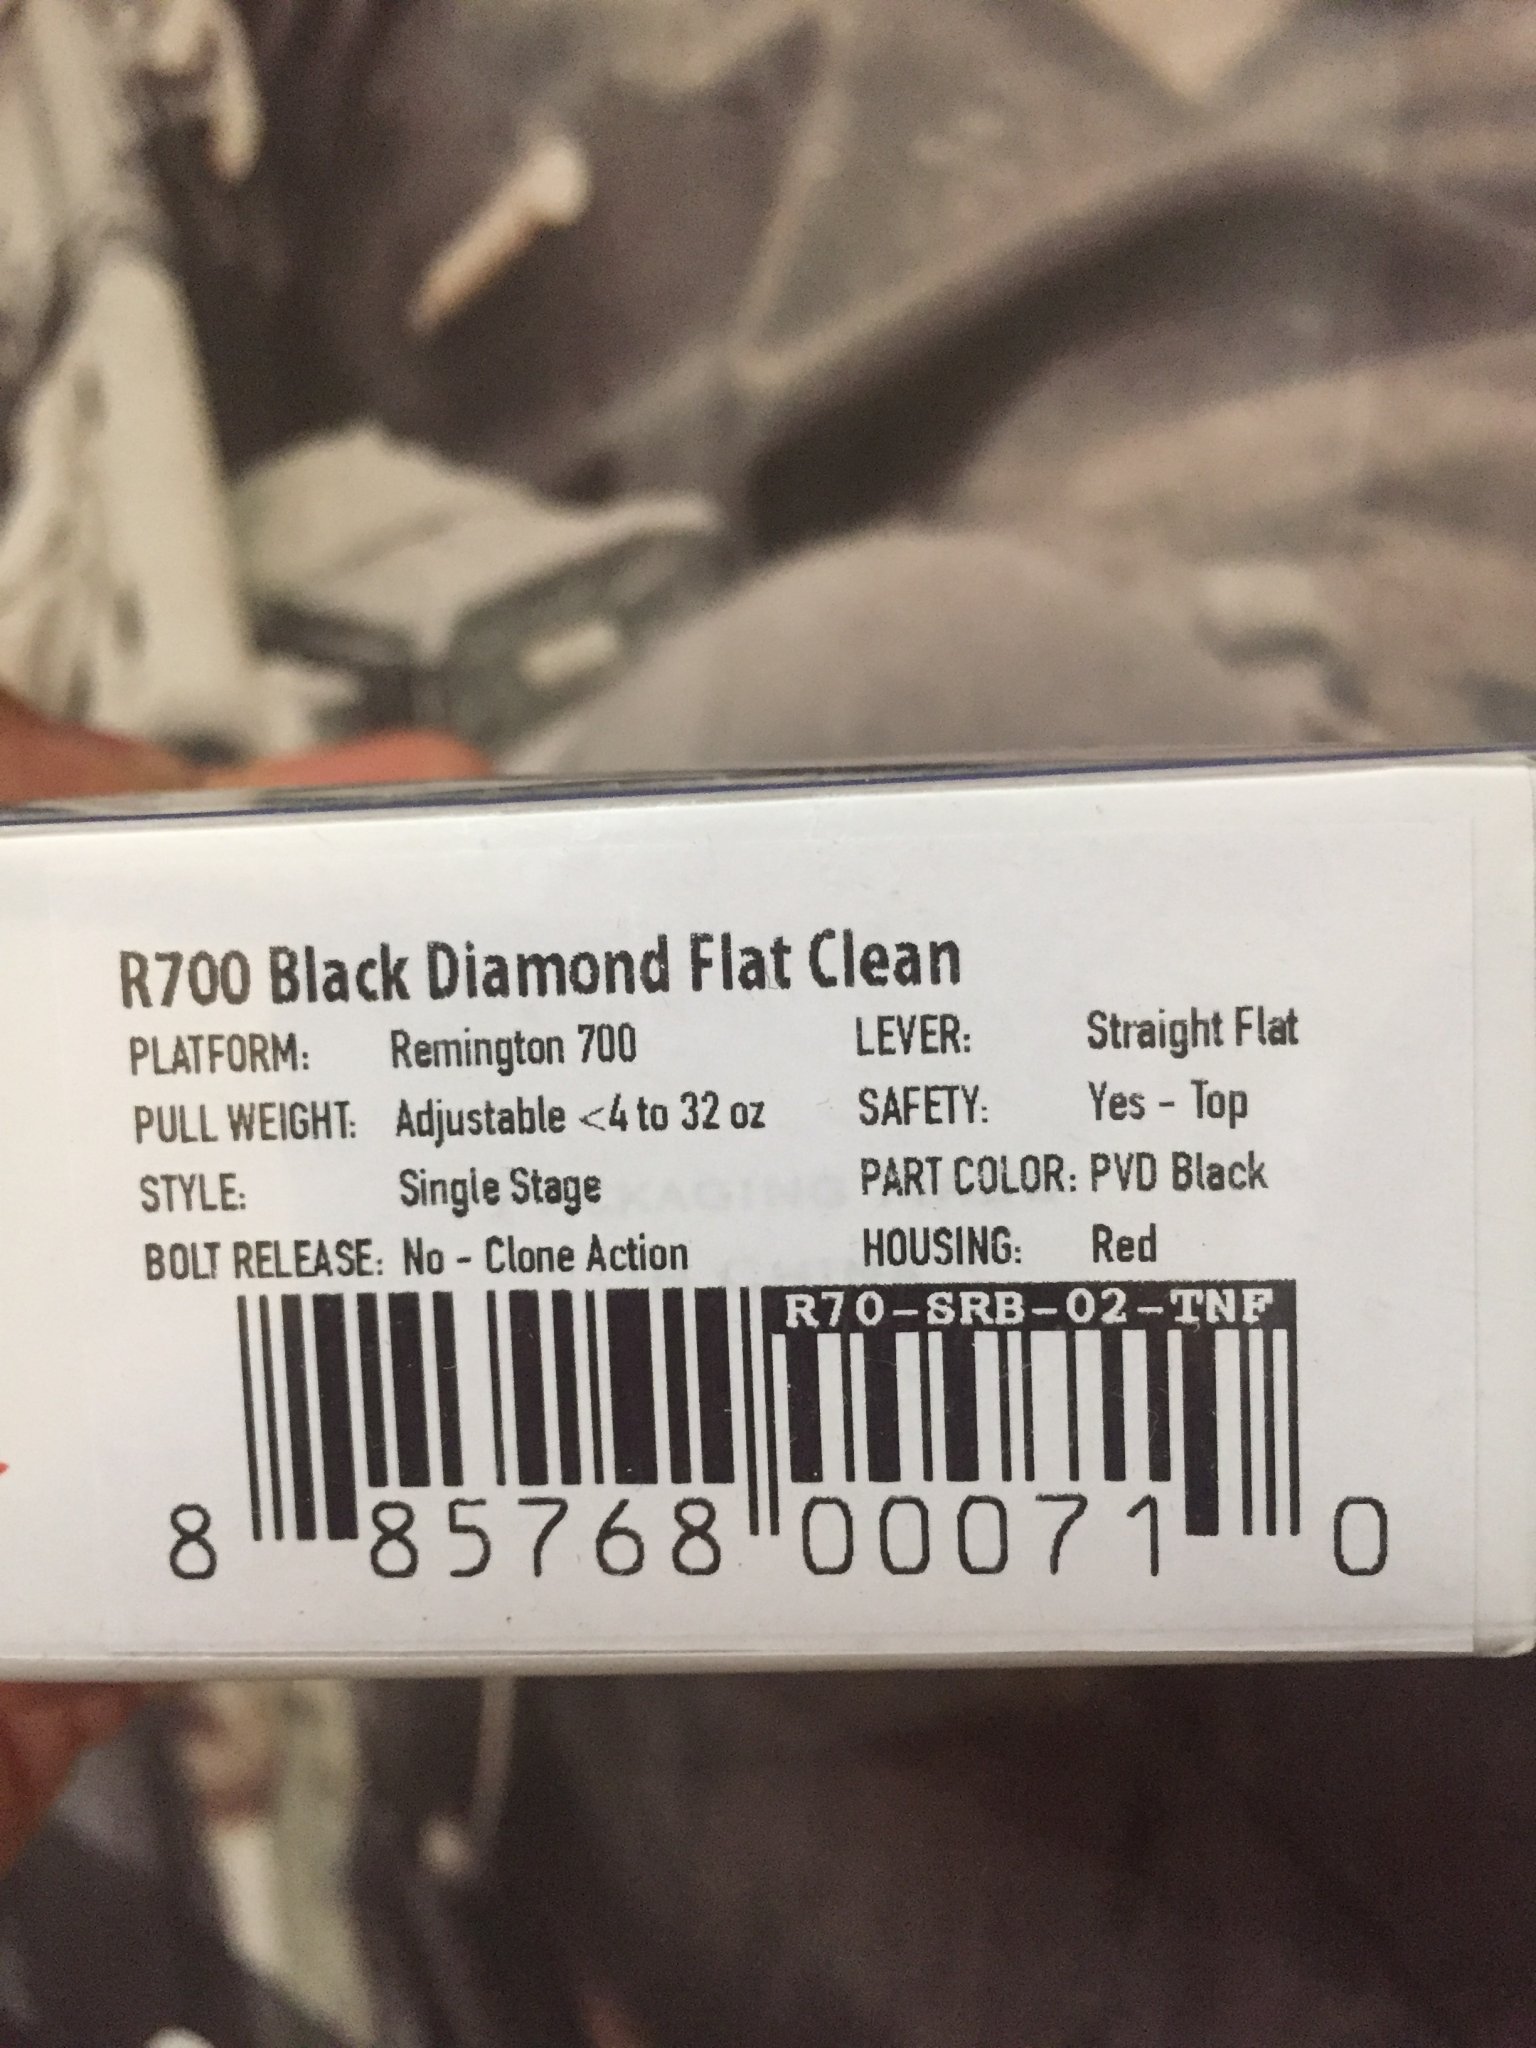 R700 Black Diamond Flat Clean
PLATFORM: Remington 700 LEVER: Straight Flat
PULL WEIGHT: Adjustable <4 to 32 oz SAFETY: Yes - Top
STYLE: Single Stage PART COLOR: PVD Black
BOLT RELEASE: No - Clone Action HOUSING: Red
R70-SRB-02-TNF
8 85768 00071 0